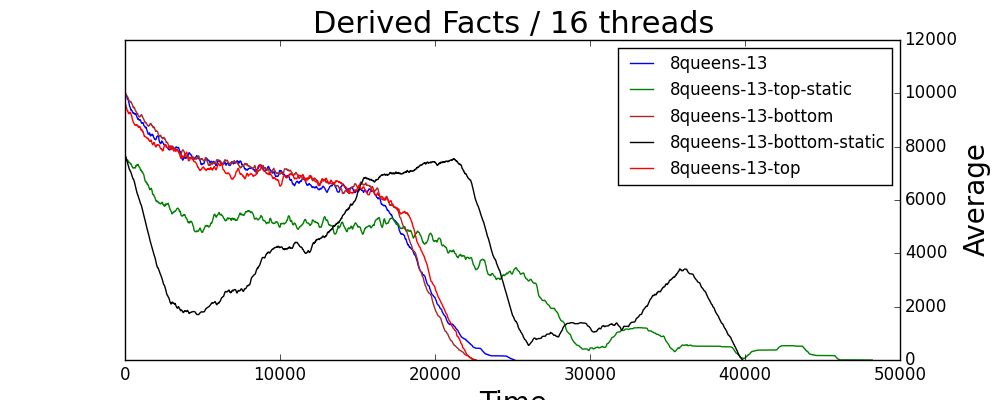 Derived Facts / 16 threads
12000
10000
8000
6000
4000
2000
0
Average
8queens-13
8queens-13-top-static
8queens-13-bottom
8queens-13-bottom-static
8queens-13-top
0 10000 20000 30000 40000 50000
Time